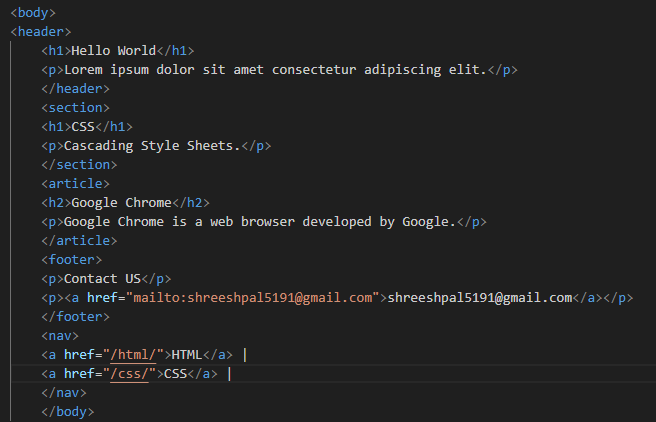 <body>
<header>
<h1>Hello World</h1>
<p>Lorem ipsum dolor sit amet consectetur adipiscing elit.</p>
</header>
<section>
<h1>CSS</h1>
<p>Cascading Style Sheets.</p>
</section>
<article>
<h2>Google Chrome</h2>
<p>Google Chrome is a web browser developed by Google.</p>
</article>
<footer>
<p>Contact US</p>
<p><a href="mailto:shreeshpal5191@gmail.com">shreeshpal5191@gmail.com</a></p>
</footer>
<nav>
<a href="/html/">HTML</a> |
<a href="/css/">CSS</a> |
</nav>
</body>